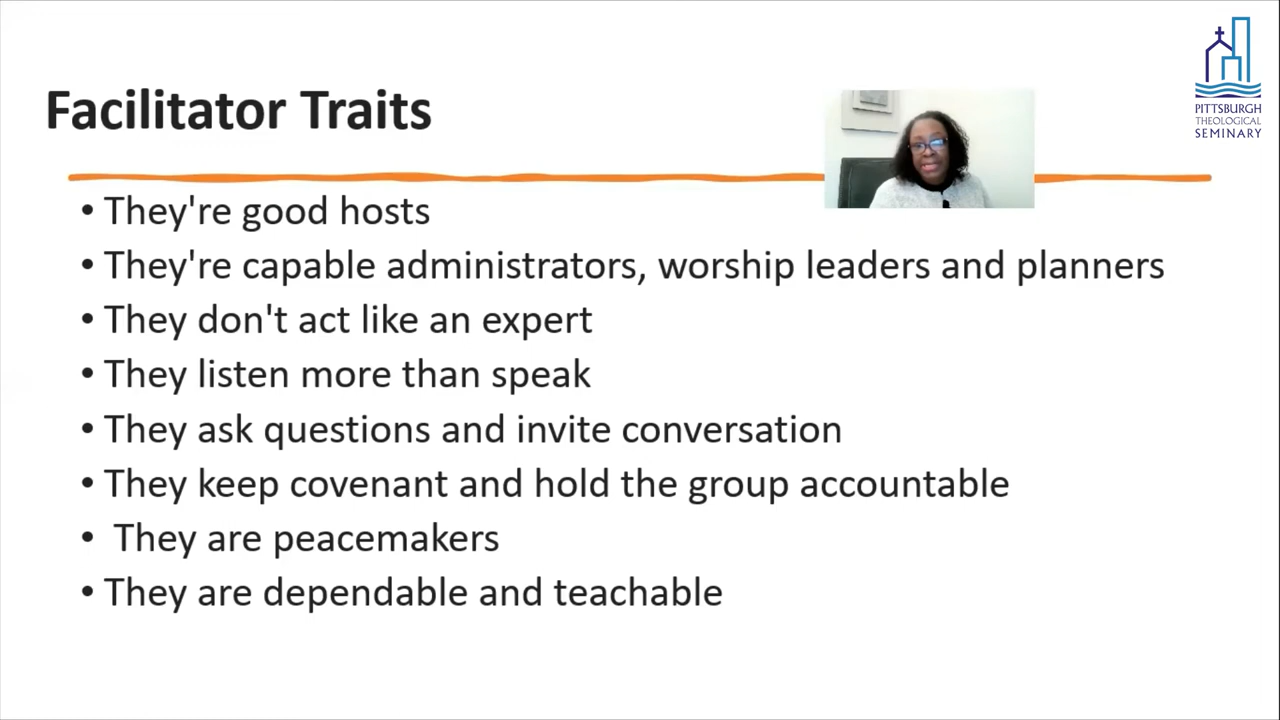 Facilitator Traits
PITTSBURGH
THEOLOGICAL
SEMINARY
• They're good hosts
• They're capable administrators, worship leaders and planners
• They don't act like an expert
• They listen more than speak
• They ask questions and invite conversation
• They keep covenant and hold the group accountable
• They are peacemakers
• They are dependable and teachable